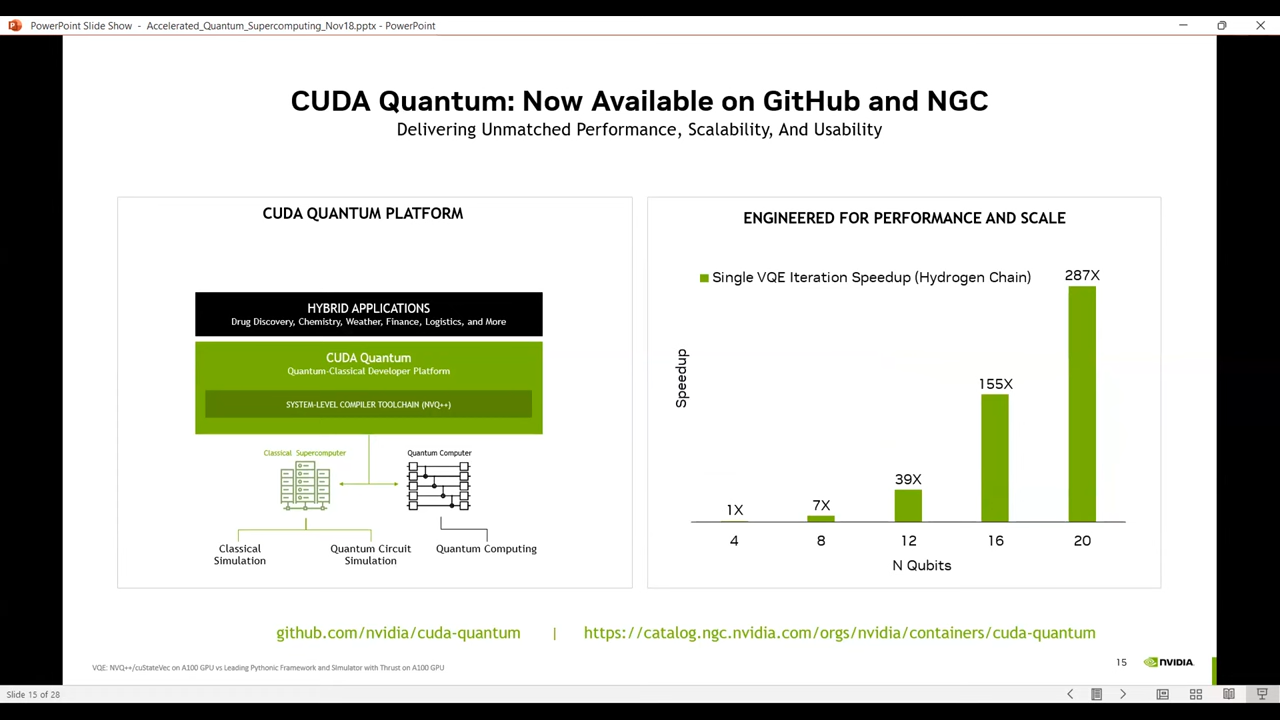 PowerPoint Slide Show - Accelerated_Quantum_Supercomputing_Nov18.pptx - PowerPoint
CUDA Quantum: Now Available on GitHub and NGC
Delivering Unmatched Performance, Scalability, And Usability
CUDA QUANTUM PLATFORM
HYBRID APPLICATIONS
Drug Discovery, Chemistry, Weather, Finance, Logistics, and More
CUDA Quantum
Quantum-Classical Developer Platform
SYSTEM-LEVEL COMPILER TOOLCHAIN (NVQ++)
Classical Supercomputer
Quantum Computer
Classical
Simulation
Quantum Circuit
Simulation
Quantum Computing
ENGINEERED FOR PERFORMANCE AND SCALE
Single VQE Iteration Speedup (Hydrogen Chain)
Speedup
1X
7X
39X
155X
287X
4
8
12
16
20
N Qubits
github.com/nvidia/cuda-quantum | https://catalog.ngc.nvidia.com/orgs/nvidia/containers/cuda-quantum
VQE: NVQ++/cuStateVec on A100 GPU vs Leading Pythonic Framework and Simulator with Thrust on A100 GPU
15
NVIDIA.
Slide 15 of 28